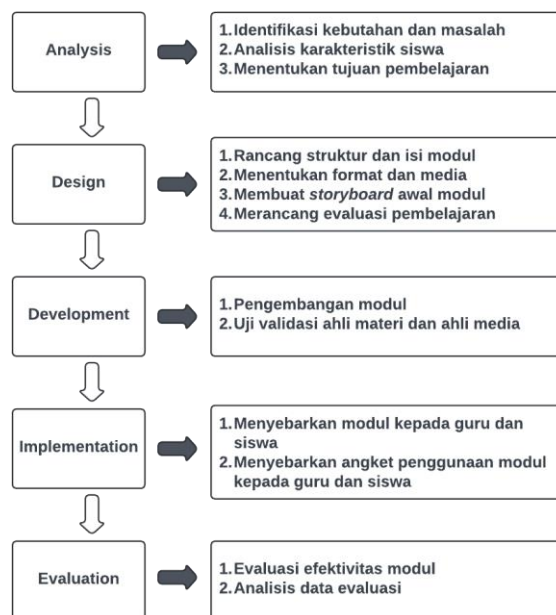 Analysis
1. Identifikasi kebutahan dan masalah
2. Analisis karakteristik siswa
3. Menentukan tujuan pembelajaran
Design
1. Rancang struktur dan isi modul
2. Menentukan format dan media
3. Membuat storyboard awal modul
4. Merancang evaluasi pembelajaran
Development
1. Pengembangan modul
2. Uji validasi ahli materi dan ahli media
Implementation
1. Menyebarkan modul kepada guru dan
siswa
2. Menyebarkan angket penggunaan modul
kepada guru dan siswa
Evaluation
1. Evaluasi efektivitas modul
2. Analisis data evaluasi